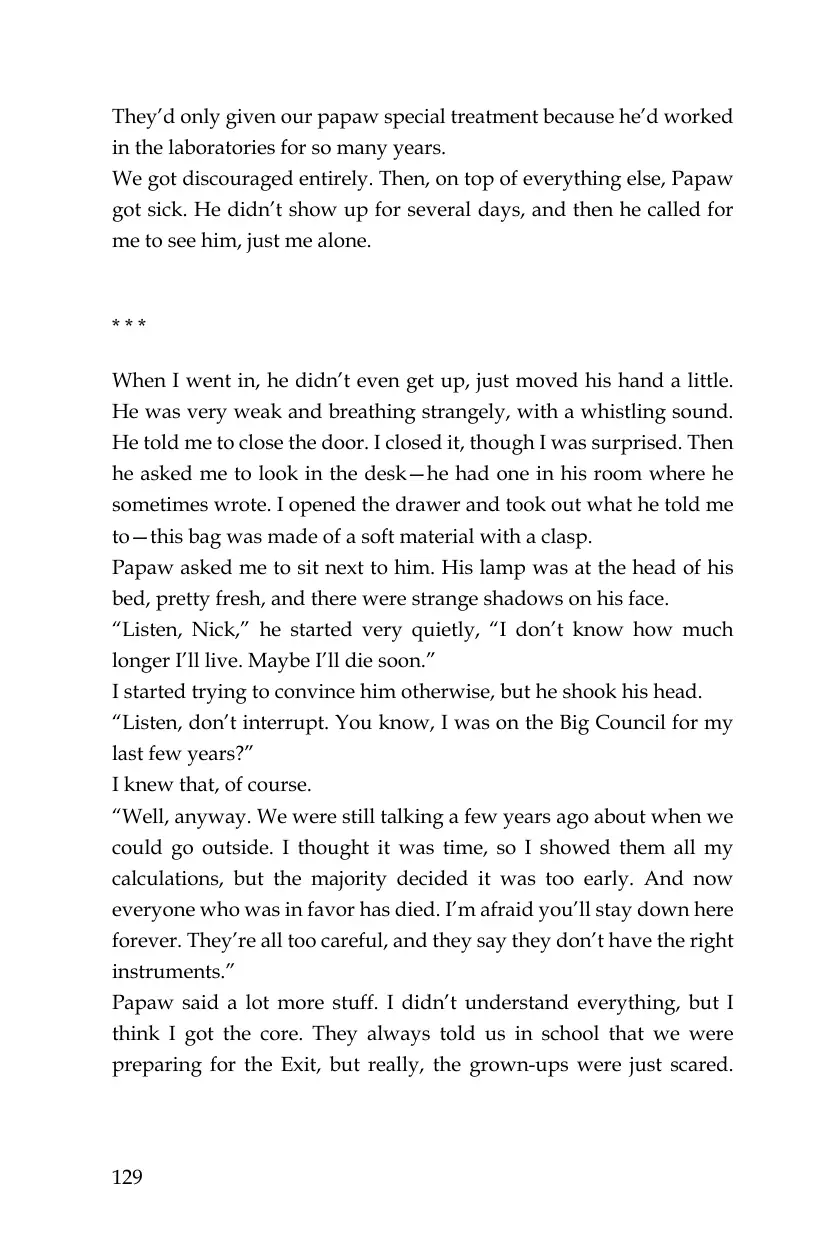 They’d only given our papaw special treatment because he’d worked
in the laboratories for so many years.
We got discouraged entirely. Then, on top of everything else, Papaw
got sick. He didn’t show up for several days, and then he called for
me to see him, just me alone.
* * *
When I went in, he didn’t even get up, just moved his hand a little.
He was very weak and breathing strangely, with a whistling sound.
He told me to close the door. I closed it, though I was surprised. Then
he asked me to look in the desk—he had one in his room where he
sometimes wrote. I opened the drawer and took out what he told me
to—this bag was made of a soft material with a clasp.
Papaw asked me to sit next to him. His lamp was at the head of his
bed, pretty fresh, and there were strange shadows on his face.
“Listen, Nick,” he started very quietly, “I don’t know how much
longer I’ll live. Maybe I’ll die soon.”
I started trying to convince him otherwise, but he shook his head.
“Listen, don’t interrupt. You know, I was on the Big Council for my
last few years?”
I knew that, of course.
“Well, anyway. We were still talking a few years ago about when we
could go outside. I thought it was time, so I showed them all my
calculations, but the majority decided it was too early. And now
everyone who was in favor has died. I’m afraid you’ll stay down here
forever. They’re all too careful, and they say they don’t have the right
instruments.”
Papaw said a lot more stuff. I didn’t understand everything, but I
think I got the core. They always told us in school that we were
preparing for the Exit, but really, the grown-ups were just scared.
129